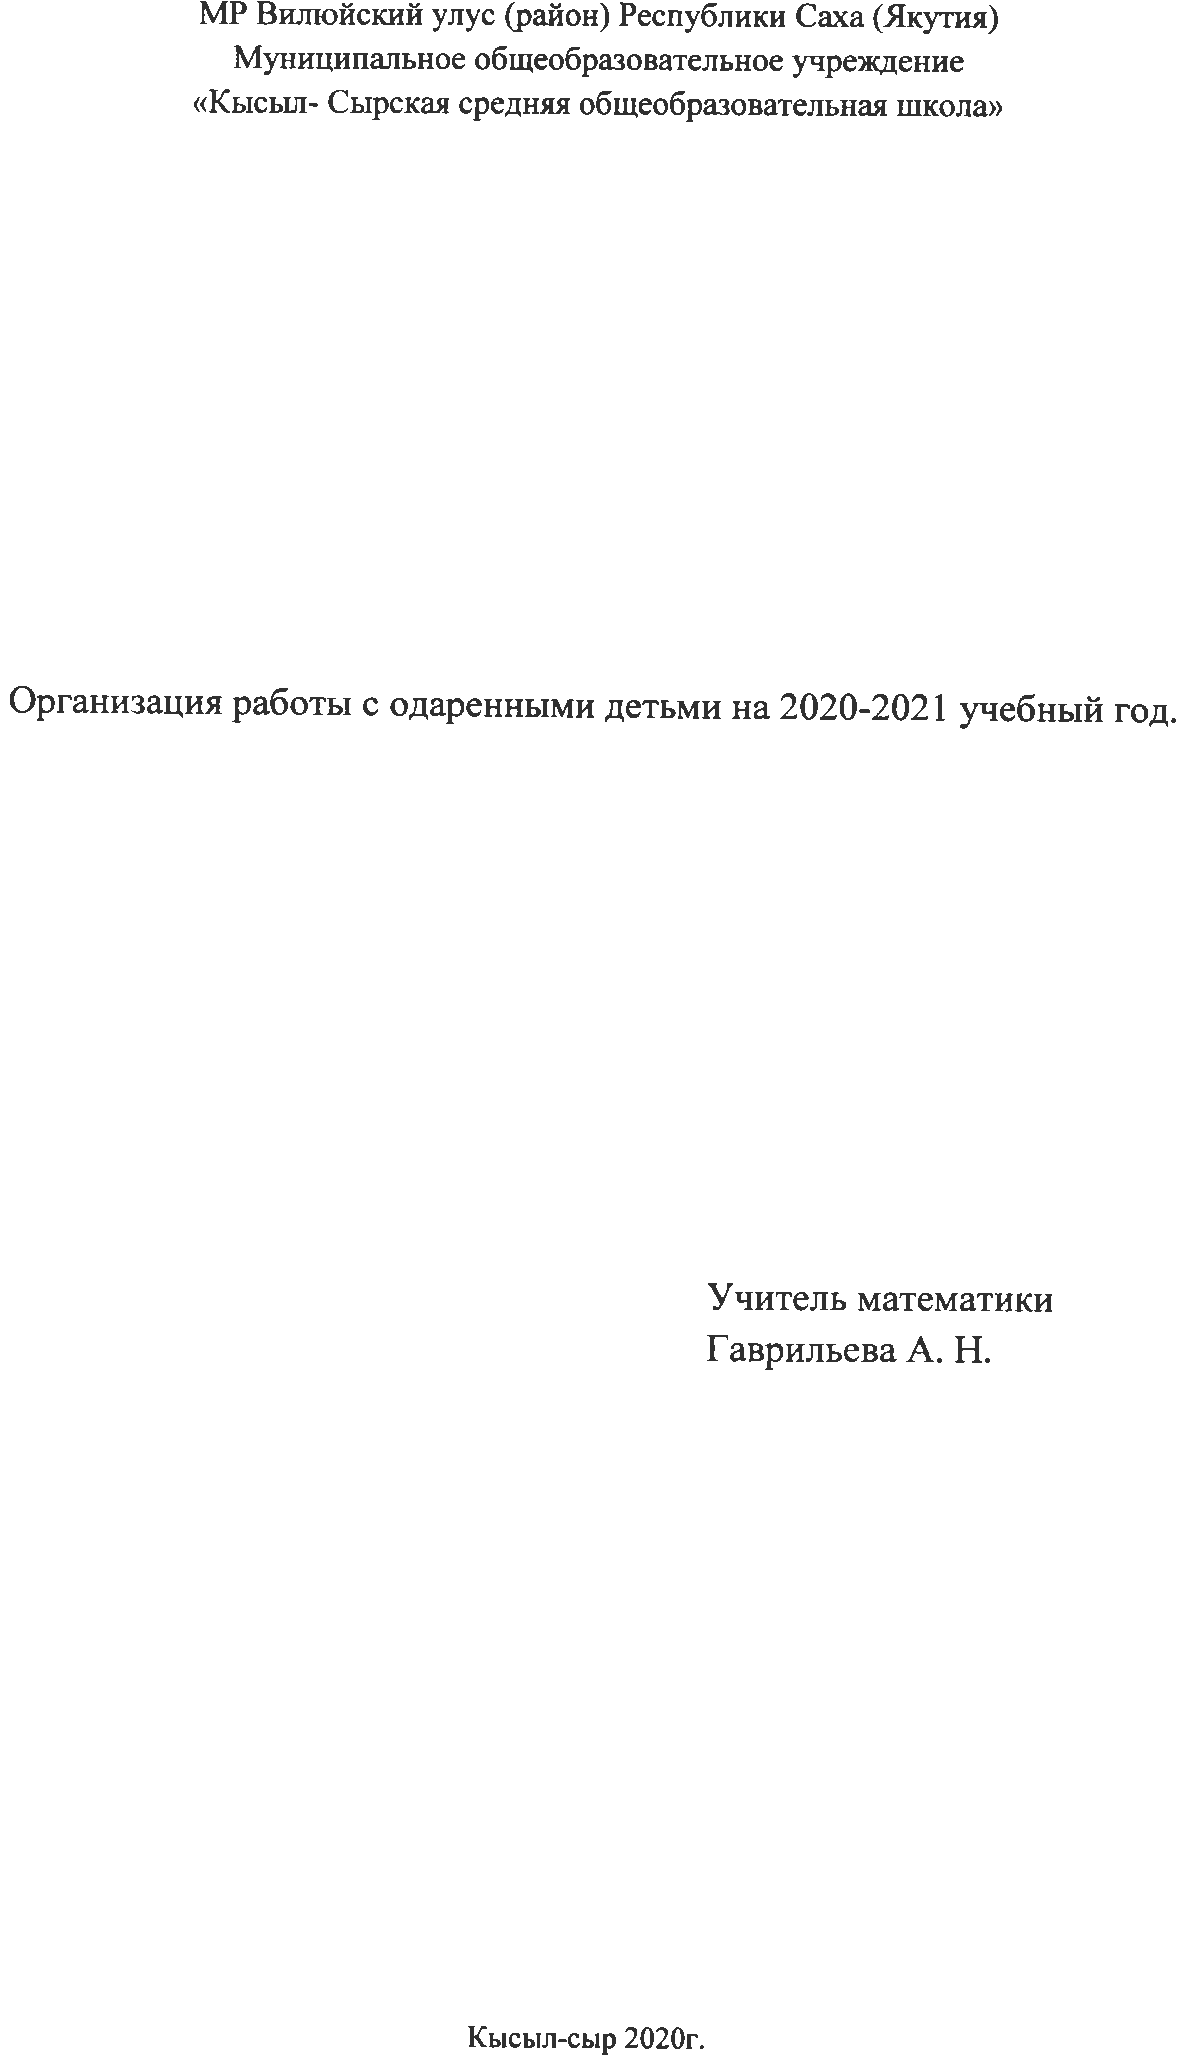 МР Вилюйский улус (район) Республики Саха (Якутия)
Муниципальное общеобразовательное учреждение
«Кысыл- Сырская средняя общеобразовательная школа»
Организация работы с одаренными детьми на 2020-2021 учебный год.
Учитель математики
Гаврильева А. Н.
Кысыл-сыр 2020г.